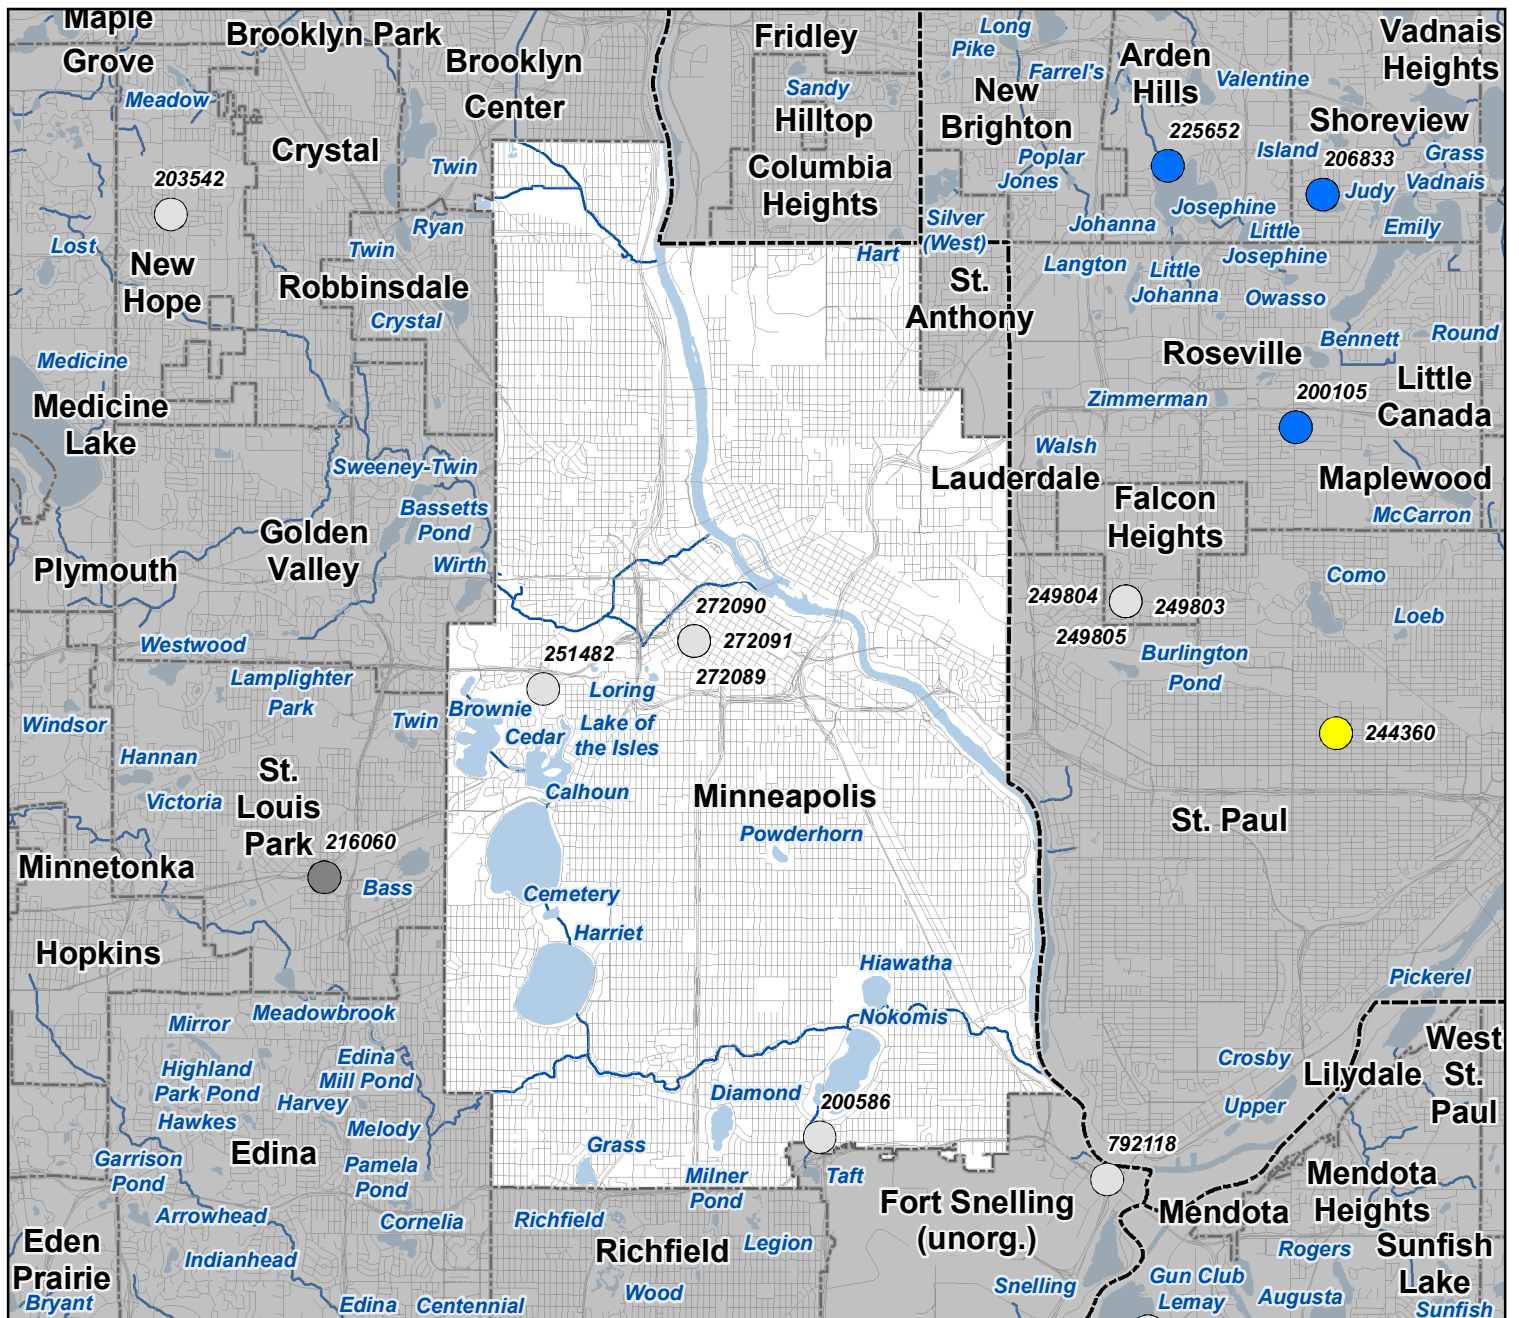 Maple
Grove
Brooklyn Park
Brooklyn
Center
Fridley
Long
Pike
Farrel's
Arden
Hills
Valentine
Vadnais
Heights
Meadow
Sandy
Hilltop
New
Brighton
225652
Shoreview
Crystal
Twin
Columbia
Heights
Poplar
Jones
Island
206833
Grass
Vadnais
Judy
203542
Ryan
Silver
(West)
Johanna
Josephine
Little
Josephine
Emily
Lost
New
Hope
Twin
Hart
Langton
Little
Johanna
Owasso
Robbinsdale
St.
Anthony
Crystal
Bennett
Round
Medicine
Roseville
Medicine
Lake
Zimmerman
200105
Little
Canada
Sweeney-Twin
Walsh
Lauderdale
Maplewood
Bassetts
Pond
Falcon
Heights
McCarron
Golden
Valley
Plymouth
Wirth
Como
249804
249803
249805
Loeb
272090
272091
272089
Westwood
251482
Burlington
Pond
Lamplighter
Park
Loring
Windsor
Twin
Brownie
Cedar
Lake of
the Isles
244360
Hannan
St.
Louis
Park
Victoria
Calhoun
Minneapolis
Powderhorn
St. Paul
216060
Minnetonka
Bass
Cemetery
Hopkins
Harriet
Hiawatha
Pickerel
Mirror
Meadowbrook
Nokomis
West
St.
Paul
Highland
Park Pond
Edina
Mill Pond
Crosby
Lilydale
Harvey
Diamond
200586
Upper
Hawkes
Melody
792118
Edina
Grass
Garrison
Pond
Pamela
Pond
Milner
Pond
Taft
Mendota
Heights
Arrowhead
Cornelia
Richfield
Fort Snelling
(unorg.)
Mendota
Eden
Prairie
Indianhead
Richfield
Legion
Rogers
Sunfish
Lake
Wood
Snelling
Gun Club
Lemay
Augusta
Bryant
Edina
Centennial
Sunfish